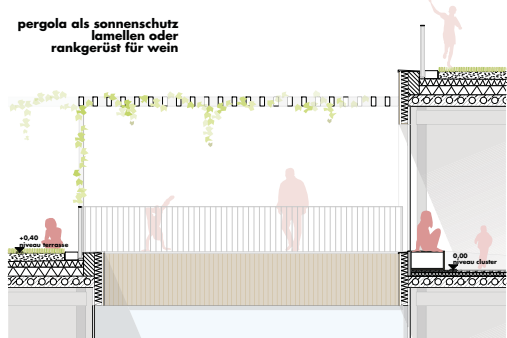 pergola als sonnenschutz
lamellen oder
rankgerüst für wein
+0,40
niveau terrasse
0,00
niveau cluster